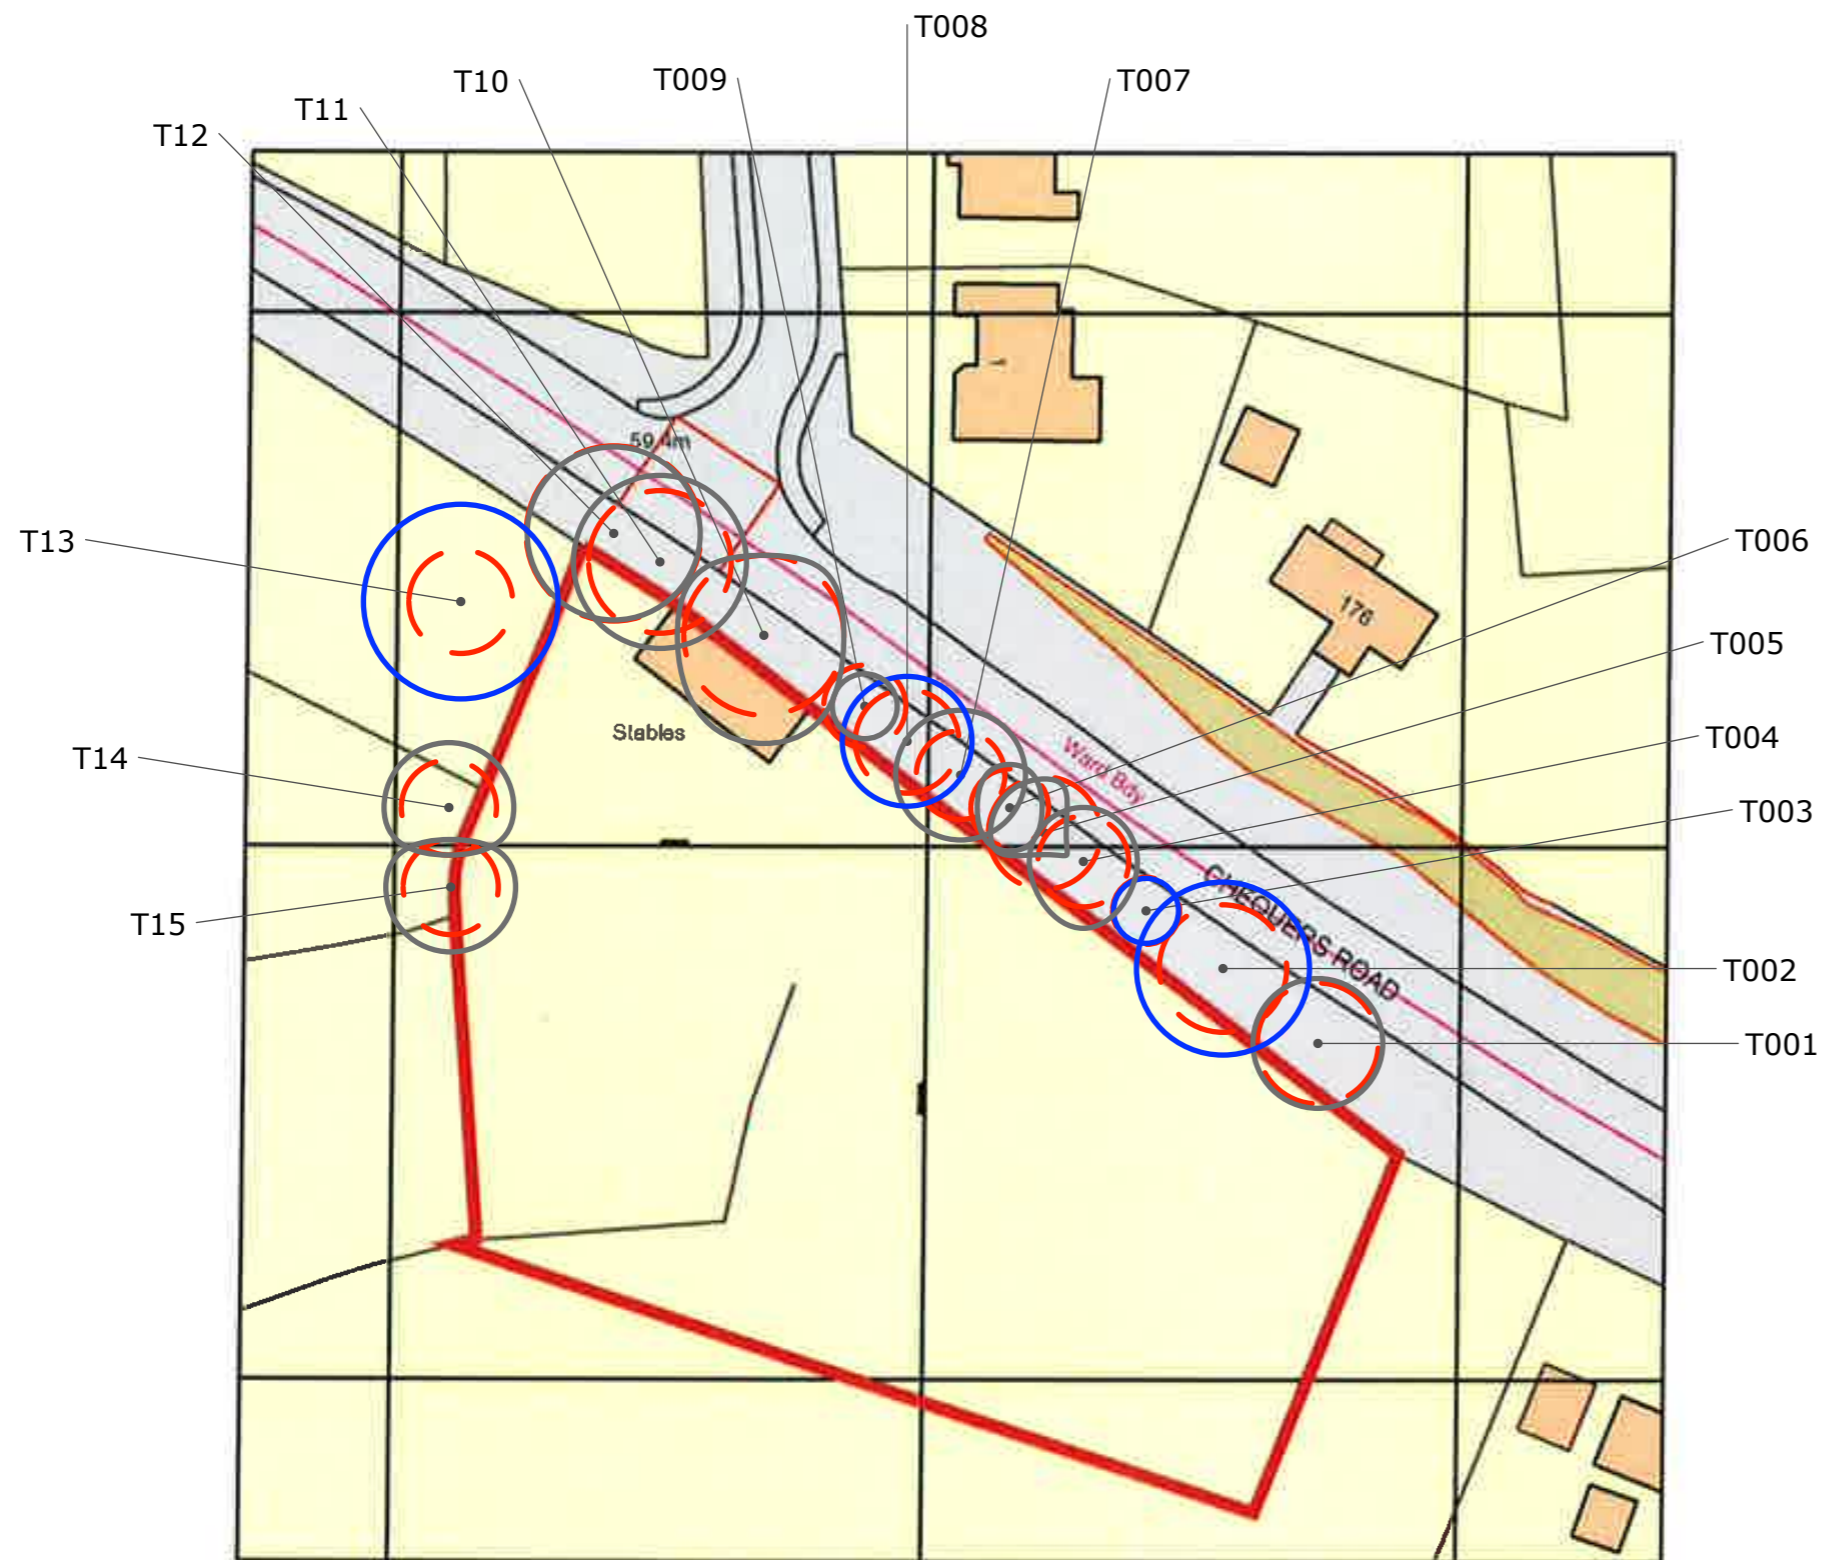 T008
T10
T009
T007
T11
T12
59.4m
T13
T006
176
T005
Stables
T004
Ward Bdy
T14
T003
CHEQUERS ROAD
T15
T002
T001